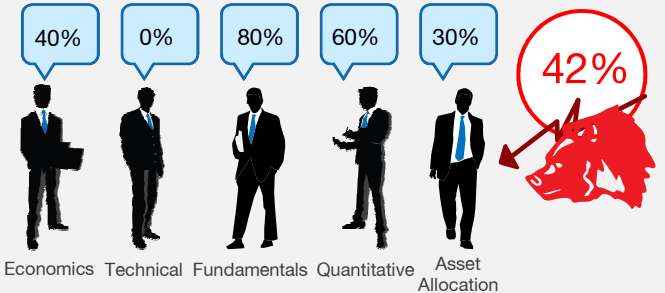 40%
0%
80%
60%
30%
42%
Economics
Technical
Fundamentals
Quantitative
Asset
Allocation